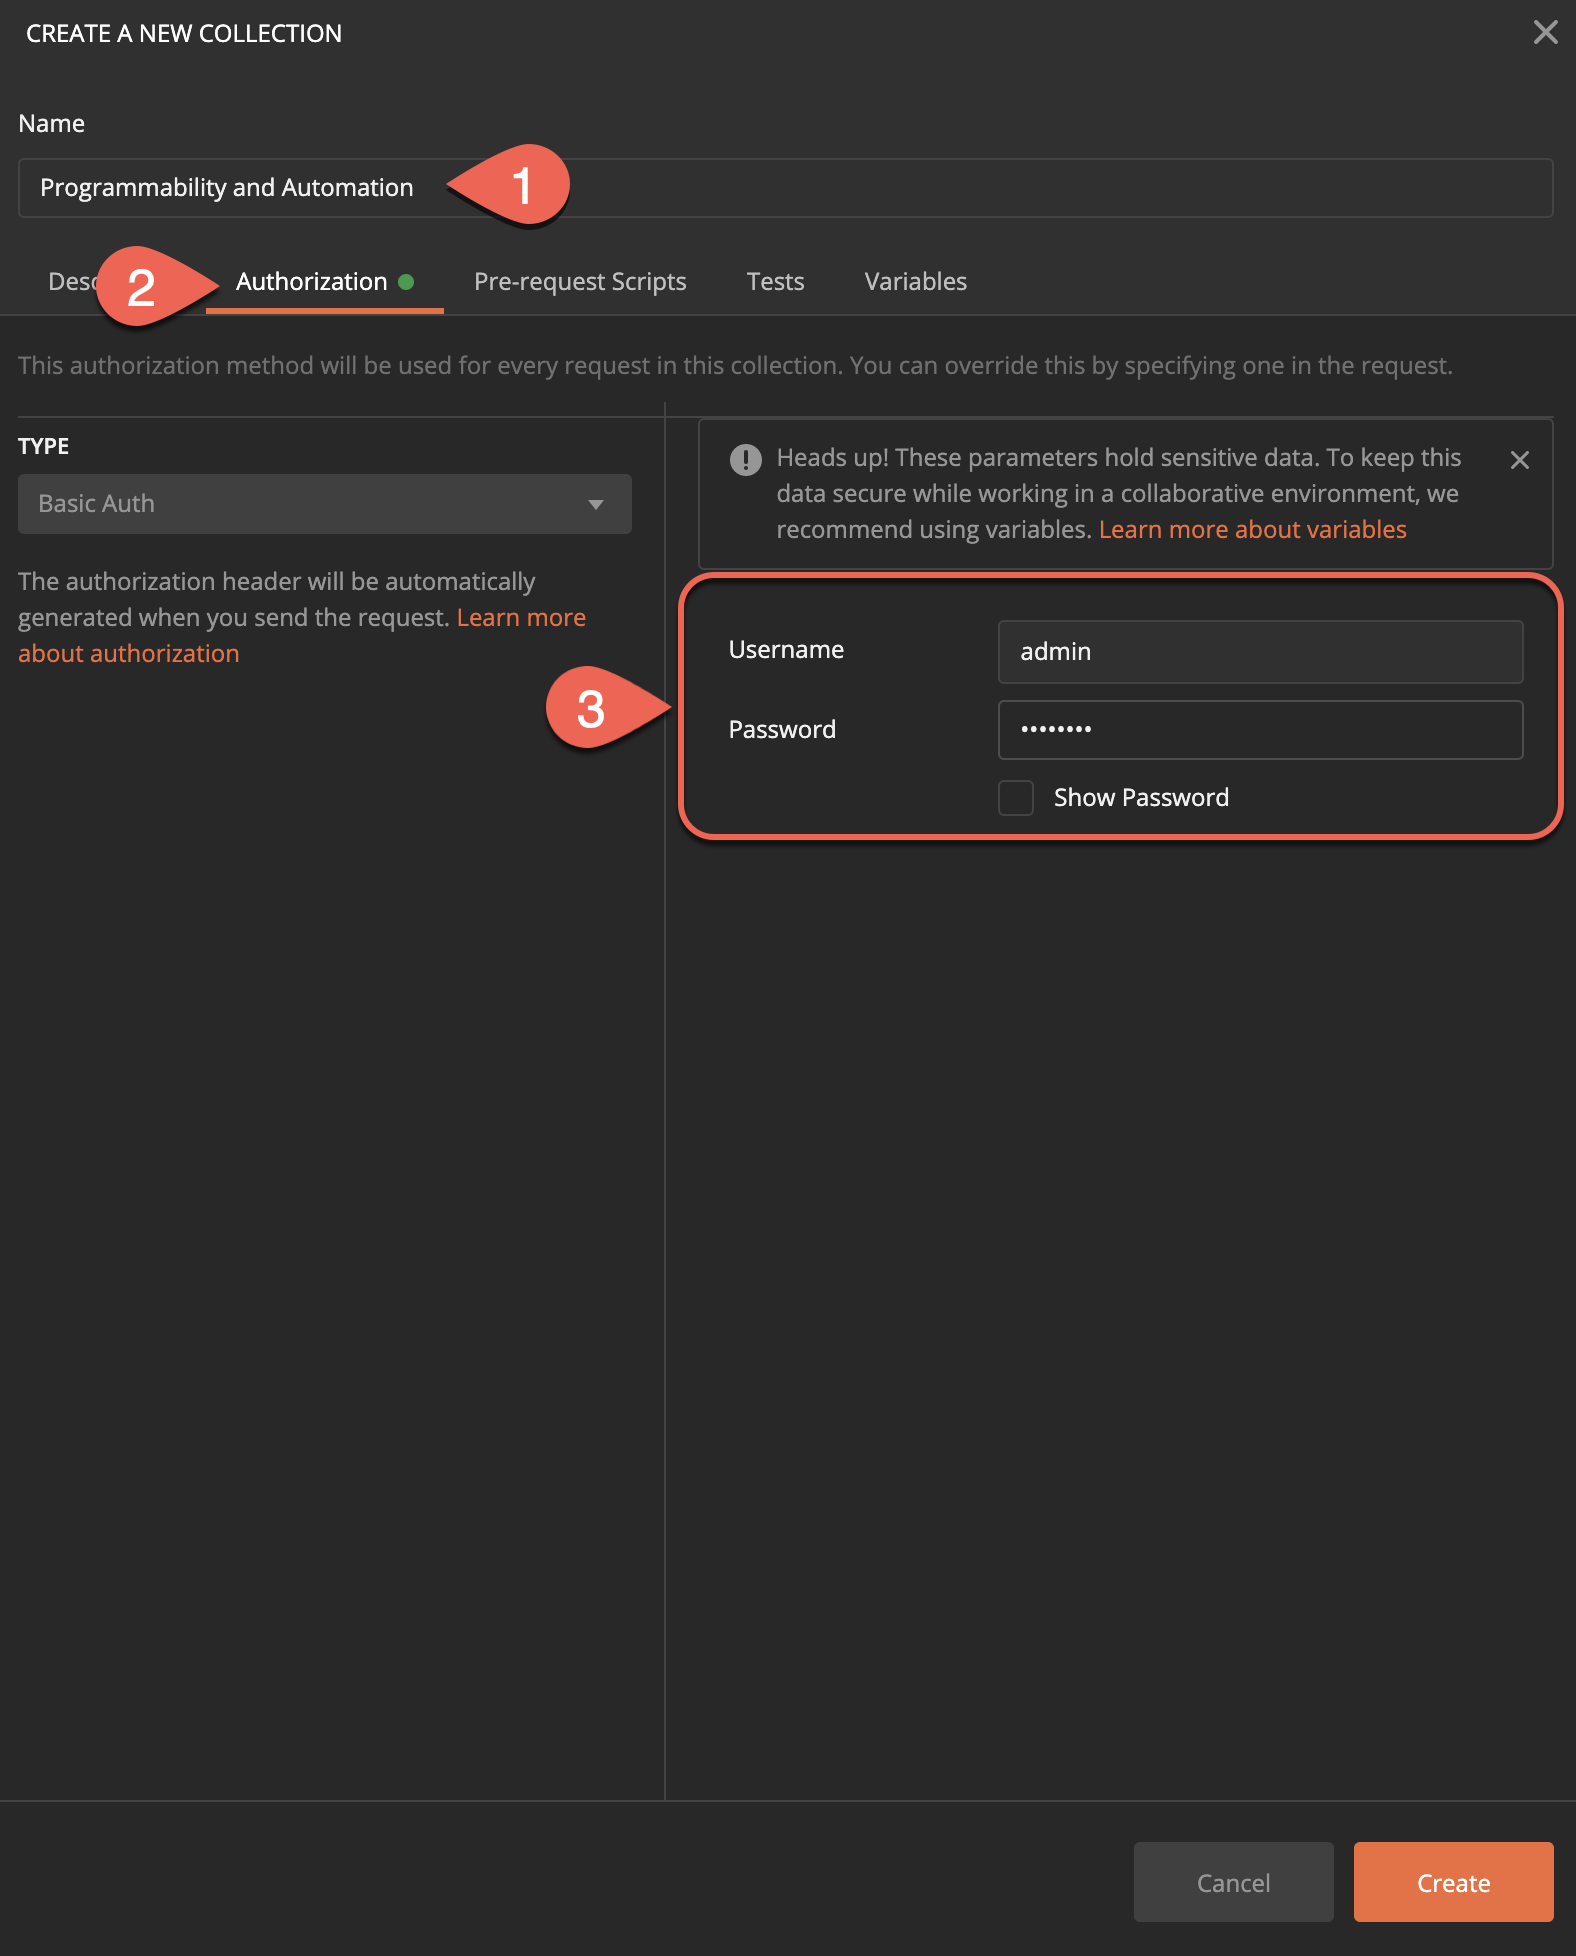 CREATE A NEW COLLECTION
Name
Programmability and Automation
1
2
Authorization
Pre-request Scripts
Tests
Variables
This authorization method will be used for every request in this collection. You can override this by specifying one in the request.
TYPE
Basic Auth
The authorization header will be automatically
generated when you send the request. Learn more
about authorization
Heads up! These parameters hold sensitive data. To keep this
data secure while working in a collaborative environment, we
recommend using variables. Learn more about variables
3
Username
admin
Password
••••••••
Show Password
Cancel
Create